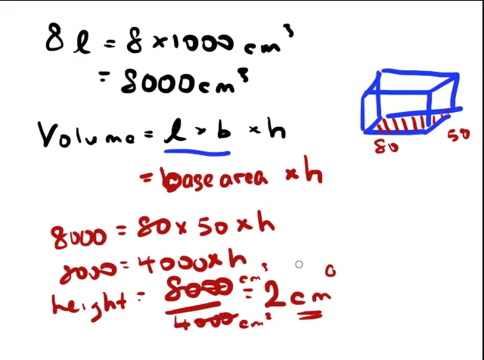 8 l = 8 × 1000 cm³
= 8000 cm³
Volume = l × b × h
= base area × h
80
50
8000 = 80 × 50 × h
8000 = 4000 × h
height = 8000 cm³ / 4000 cm² = 2 cm